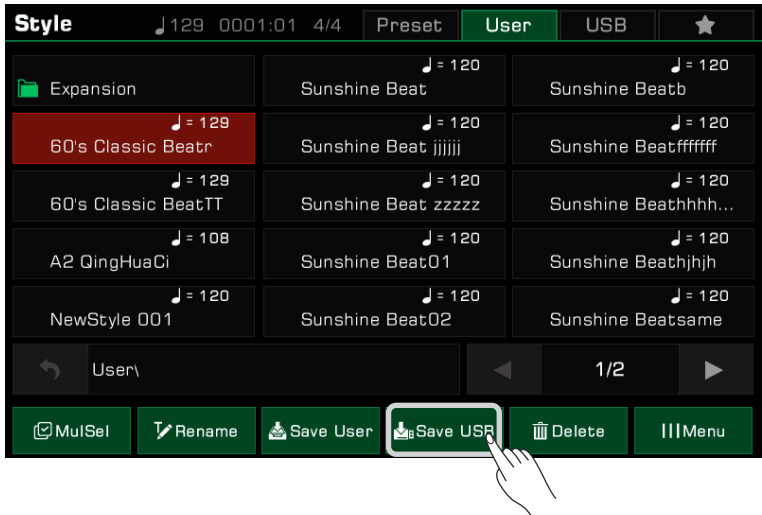 Style 129 0001:01 4/4 Preset User USB
= 120 = 120
Expansion Sunshine Beat Sunshine Beatb
= 129 = 120 = 120
60's Classic Beatr Sunshine Beat jjjjjj Sunshine Beatfffffff
= 129 = 120 = 120
60's Classic BeatTT Sunshine Beat zzzzz Sunshine Beathhhh...
= 108 = 120 = 120
A2 QingHuaCi Sunshine Beat01 Sunshine Beathjhjh
= 120 = 120 = 120
NewStyle 001 Sunshine Beat02 Sunshine Beatsame
User\ 1/2
MulSel Rename Save User Save USB Delete Menu